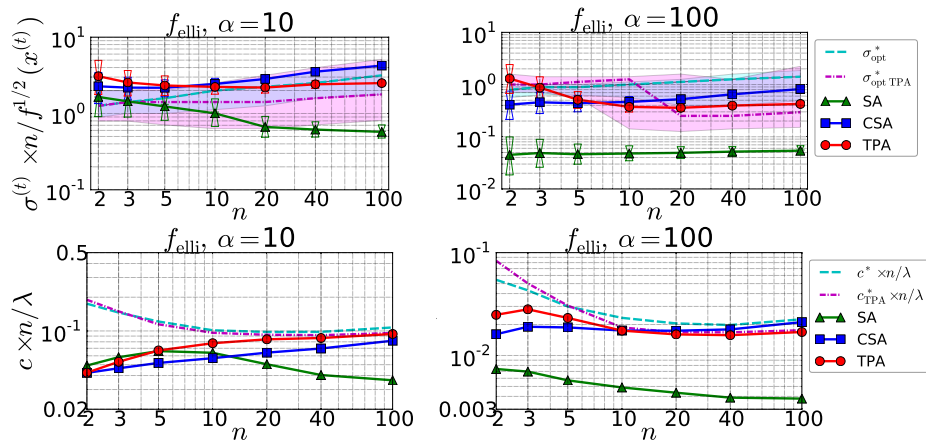 f_elli, α=10
f_elli, α=100
σ^(t) ×n/f^1/2(x^(t))
10^1
10^0
10^-1
2 3 5 10 20 40 100
n
10^1
10^0
10^-1
10^-2
2 3 5 10 20 40 100
n
σ*_opt
σ*_opt TPA
SA
CSA
TPA
f_elli, α=10
f_elli, α=100
c ×n/λ
0.5
10^-1
0.02
2 3 5 10 20 40 100
n
10^-1
10^-2
0.003
2 3 5 10 20 40 100
n
c* ×n/λ
c*_TPA ×n/λ
SA
CSA
TPA